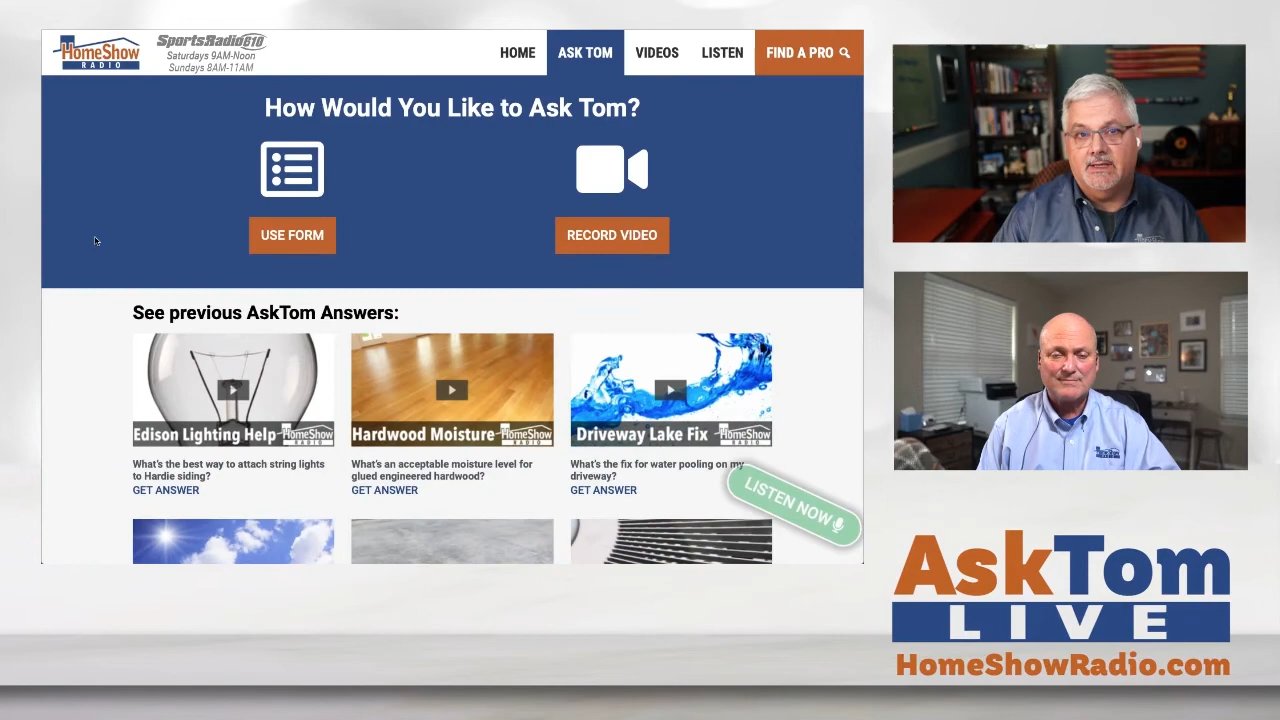 HomeShow
RADIO
SportsRadio610
Saturdays 9AM-Noon
Sundays 8AM-11AM
HOME
ASK TOM
VIDEOS
LISTEN
FIND A PRO
How Would You Like to Ask Tom?
USE FORM
RECORD VIDEO
See previous AskTom Answers:
Edison Lighting Help HomeShow
RADIO
Hardwood Moisture HomeShow
RADIO
Driveway Lake Fix HomeShow
RADIO
What's the best way to attach string lights
to Hardie siding?
GET ANSWER
What's an acceptable moisture level for
glued engineered hardwood?
GET ANSWER
What's the fix for water pooling on my
driveway?
GET ANSWER
LISTEN NOW
AskTom
LIVE
HomeShowRadio.com